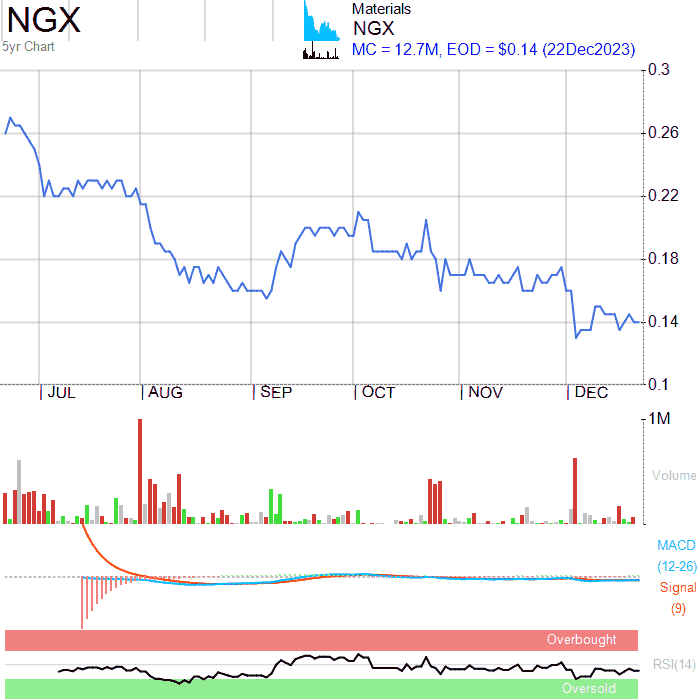 NGX
5yr Chart
Materials
NGX
MC = 12.7M, EOD = $0.14 (22Dec2023)
0.3
0.26
0.22
0.18
0.14
0.1
JUL AUG SEP OCT NOV DEC
1M
Volume
MACD
(12-26)
Signal
(9)
Overbought
RSI(14)
Oversold